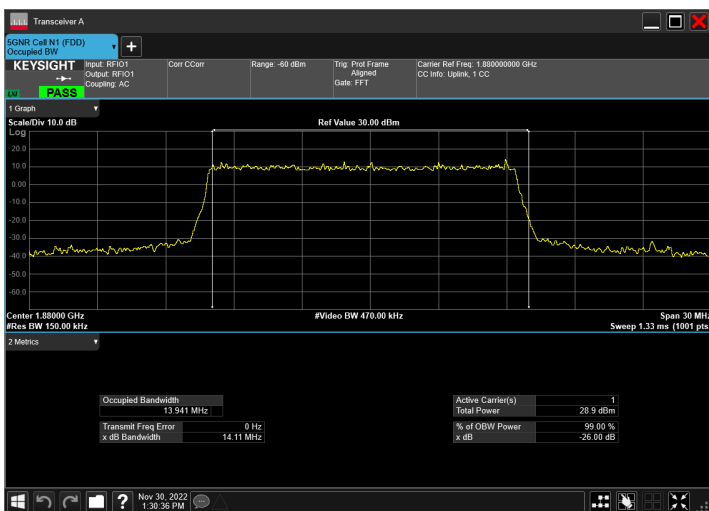 Transceiver A
5GNR Cell N1 (FDD)
Occupied BW
KEYSIGHT
LXI
PASS
Input: RFIO1
Output: RFIO1
Coupling: AC
Corr CCorr
Range: -60 dBm
Trig: Prot Frame
Aligned
Gate: FFT
Carrier Ref Freq: 1.880000000 GHz
CC Info: Uplink, 1 CC
1 Graph
Scale/Div 10.0 dB
Ref Value 30.00 dBm
Log
20.0
10.0
0.00
-10.0
-20.0
-30.0
-40.0
-50.0
-60.0
Center 1.88000 GHz
#Video BW 470.00 kHz
Span 30 MHz
#Res BW 150.00 kHz
Sweep 1.33 ms (1001 pts
2 Metrics
Occupied Bandwidth
13.941 MHz
Transmit Freq Error 0 Hz
x dB Bandwidth 14.11 MHz
Active Carrier(s) 1
Total Power 28.9 dBm
% of OBW Power 99.00 %
x dB -26.00 dB
?
Nov 30, 2022
1:30:36 PM